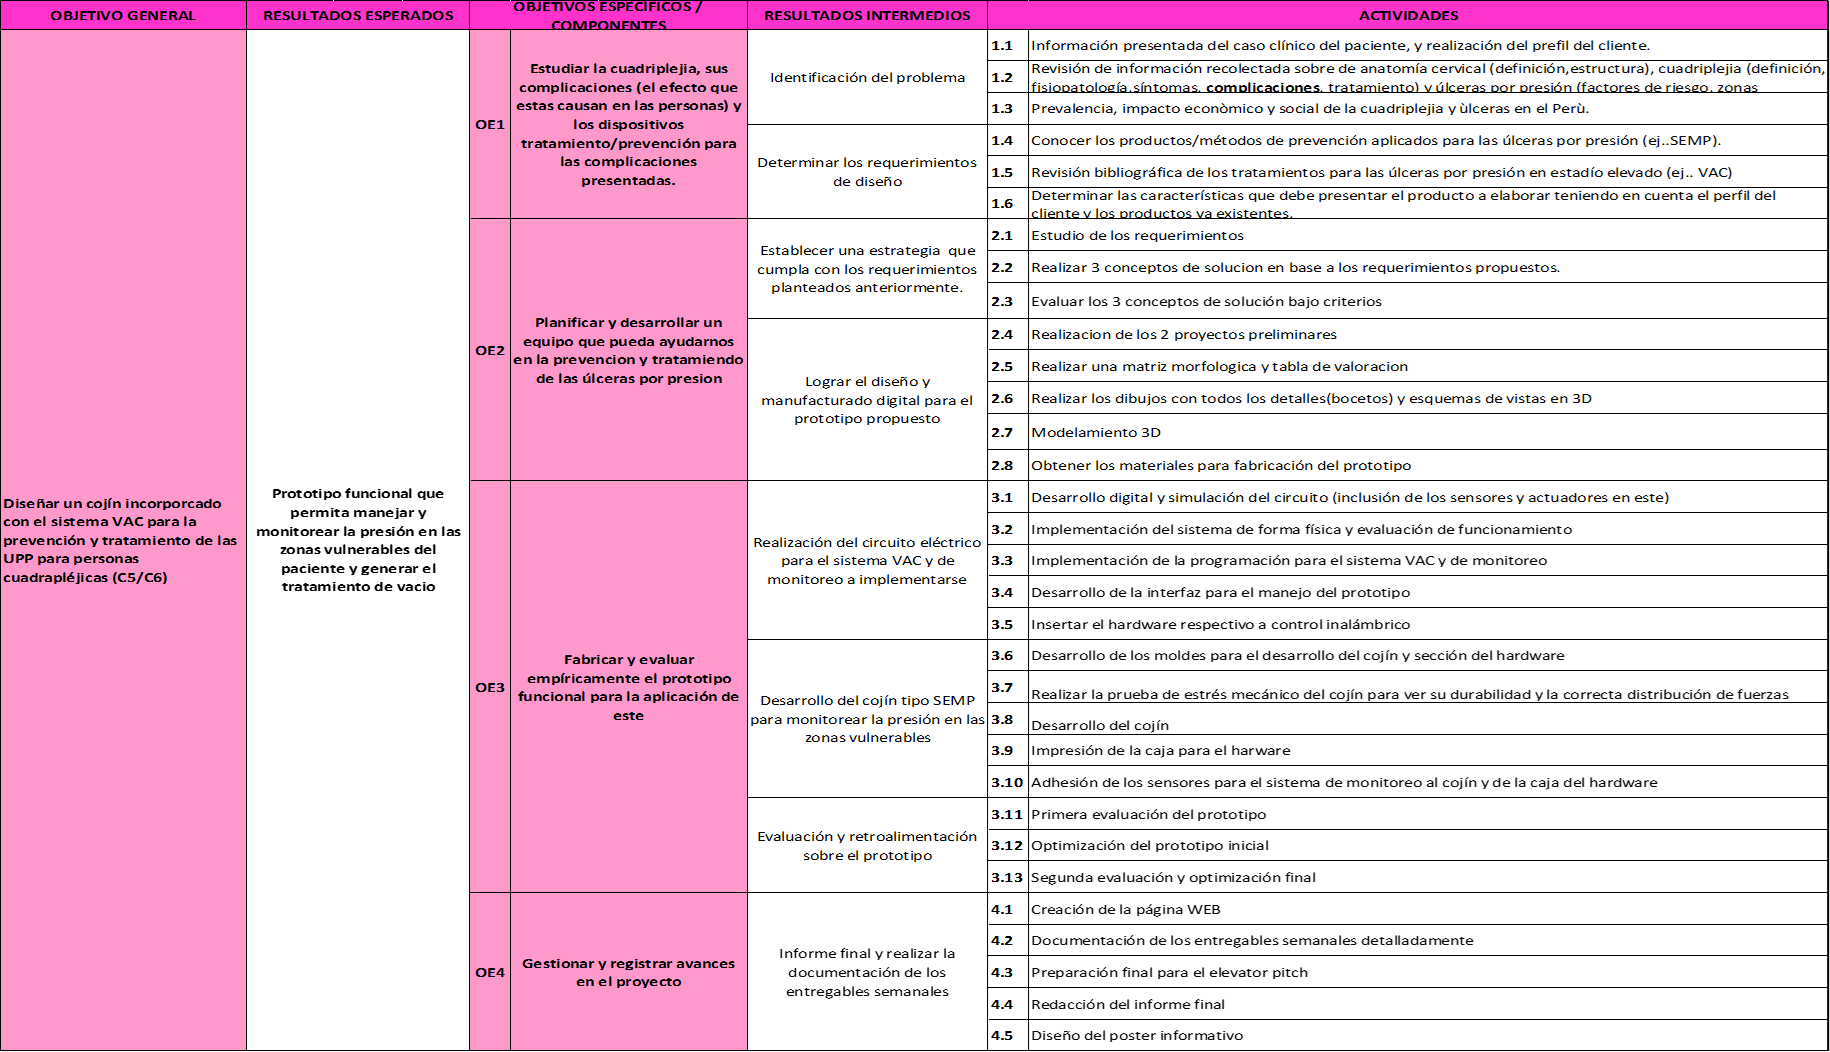 OBJETIVO GENERAL
RESULTADOS ESPERADOS
OBJETIVOS ESPECÍFICOS /
COMPONENTES
RESULTADOS INTERMEDIOS
ACTIVIDADES
Diseñar un cojín incorporcado
con el sistema VAC para la
prevención y tratamiento de las
UPP para personas
cuadrapléjicas (C5/C6)
Prototipo funcional que
permita manejar y
monitorear la presión en las
zonas vulnerables del
paciente y generar el
tratamiento de vacio
OE1
Estudiar la cuadriplejia, sus
complicaciones (el efecto que
estas causan en las personas) y
los dispositivos
tratamiento/prevención para
las complicaciones
presentadas.
Identificación del problema
1.1 Información presentada del caso clínico del paciente, y realización del prefil del cliente.
1.2 Revisión de información recolectada sobre de anatomía cervical (definición,estructura), cuadriplejia (definición,
fisiopatología,síntomas, complicaciones, tratamiento) y úlceras por presión (factores de riesgo, zonas
1.3 Prevalencia, impacto econòmico y social de la cuadriplejia y ùlceras en el Perù.
Determinar los requerimientos
de diseño
1.4 Conocer los productos/métodos de prevención aplicados para las úlceras por presión (ej..SEMP).
1.5 Revisión bibliográfica de los tratamientos para las úlceras por presión en estadío elevado (ej.. VAC)
1.6 Determinar las características que debe presentar el producto a elaborar teniendo en cuenta el perfil del
cliente y los productos ya existentes.
OE2
Planificar y desarrollar un
equipo que pueda ayudarnos
en la prevencion y tratamiendo
de las úlceras por presion
Establecer una estrategia  que
cumpla con los requerimientos
planteados anteriormente.
2.1 Estudio de los requerimientos
2.2 Realizar 3 conceptos de solucion en base a los requerimientos propuestos.
2.3 Evaluar los 3 conceptos de solución bajo criterios
Lograr el diseño y
manufacturado digital para el
prototipo propuesto
2.4 Realizacion de los 2 proyectos preliminares
2.5 Realizar una matriz morfologica y tabla de valoracion
2.6 Realizar los dibujos con todos los detalles(bocetos) y esquemas de vistas en 3D
2.7 Modelamiento 3D
2.8 Obtener los materiales para fabricación del prototipo
OE3
Fabricar y evaluar
empíricamente el prototipo
funcional para la aplicación de
este
Realización del circuito eléctrico
para el sistema VAC y de
monitoreo a implementarse
3.1 Desarrollo digital y simulación del circuito (inclusión de los sensores y actuadores en este)
3.2 Implementación del sistema de forma física y evaluación de funcionamiento
3.3 Implementación de la programación para el sistema VAC y de monitoreo
3.4 Desarrollo de la interfaz para el manejo del prototipo
3.5 Insertar el hardware respectivo a control inalámbrico
Desarrollo del cojín tipo SEMP
para monitorear la presión en las
zonas vulnerables
3.6 Desarrollo de los moldes para el desarrollo del cojín y sección del hardware
3.7 Realizar la prueba de estrés mecánico del cojín para ver su durabilidad y la correcta distribución de fuerzas
3.8 Desarrollo del cojín
3.9 Impresión de la caja para el harware
3.10 Adhesión de los sensores para el sistema de monitoreo al cojín y de la caja del hardware
Evaluación y retroalimentación
sobre el prototipo
3.11 Primera evaluación del prototipo
3.12 Optimización del prototipo inicial
3.13 Segunda evaluación y optimización final
OE4
Gestionar y registrar avances
en el proyecto
Informe final y realizar la
documentación de los
entregables semanales
4.1 Creación de la página WEB
4.2 Documentación de los entregables semanales detalladamente
4.3 Preparación final para el elevator pitch
4.4 Redacción del informe final
4.5 Diseño del poster informativo